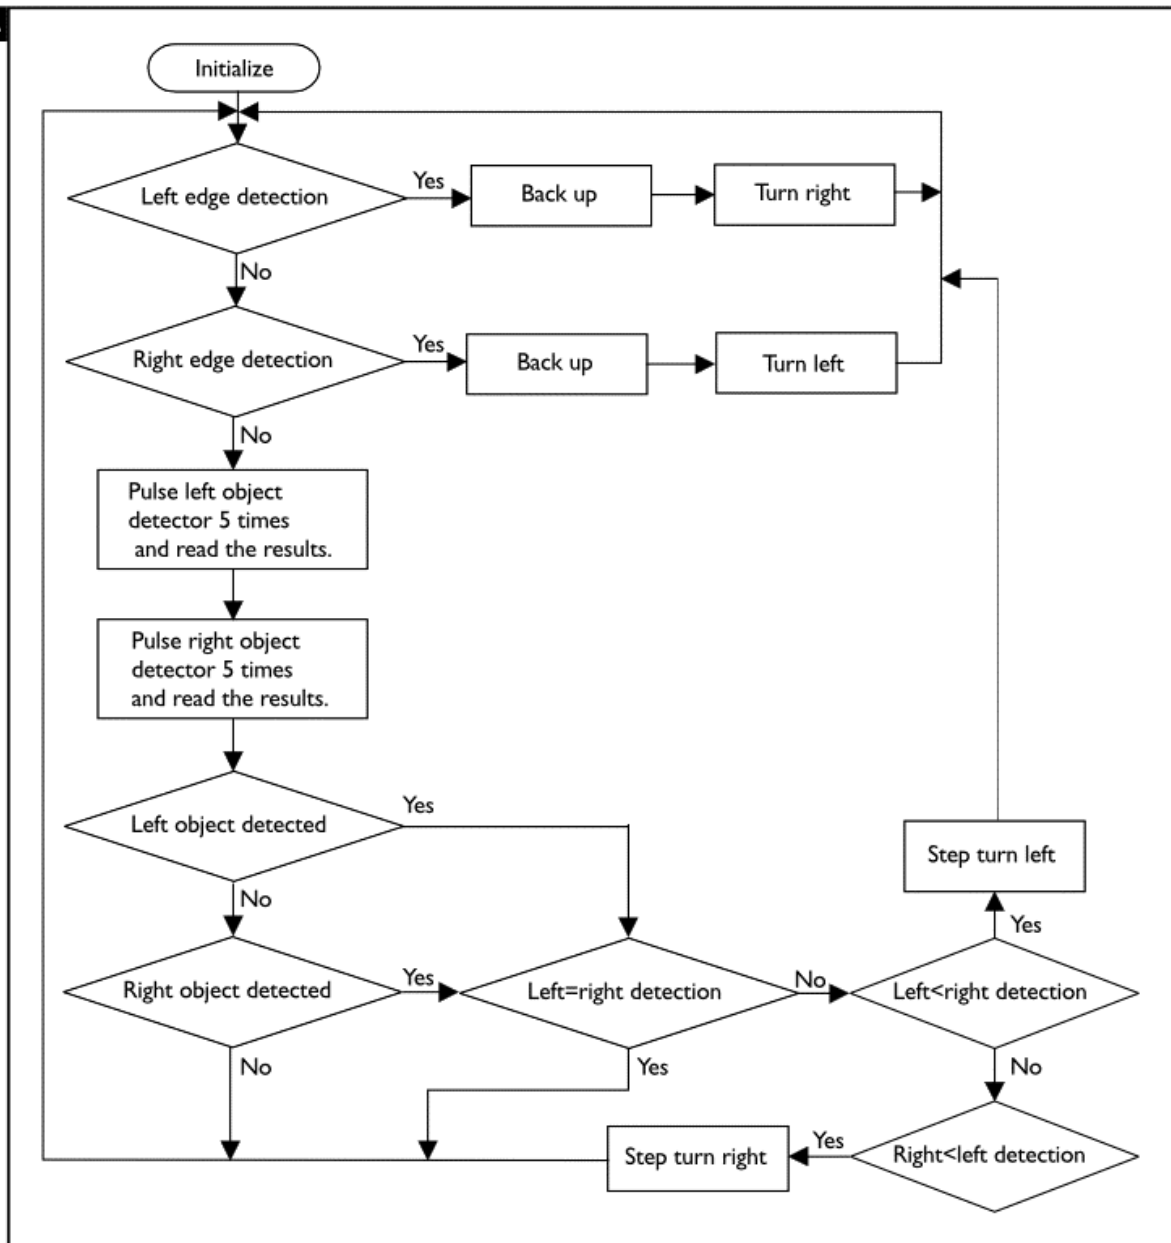 Initialize
Left edge detection
Yes
Back up
Turn right
No
Right edge detection
Yes
Back up
Turn left
No
Pulse left object
detector 5 times
and read the results.
Pulse right object
detector 5 times
and read the results.
Left object detected
Yes
No
Right object detected
Yes
No
Left=right detection
No
Yes
Left<right detection
Yes
Step turn left
No
Right<left detection
Yes
Step turn right